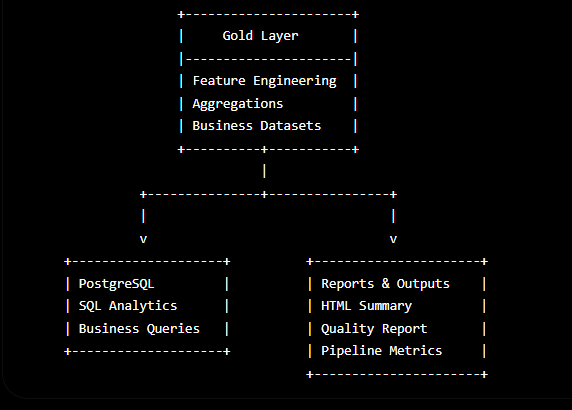 Gold Layer
Feature Engineering
Aggregations
Business Datasets
v v
PostgreSQL Reports & Outputs
SQL Analytics HTML Summary
Business Queries Quality Report
Pipeline Metrics